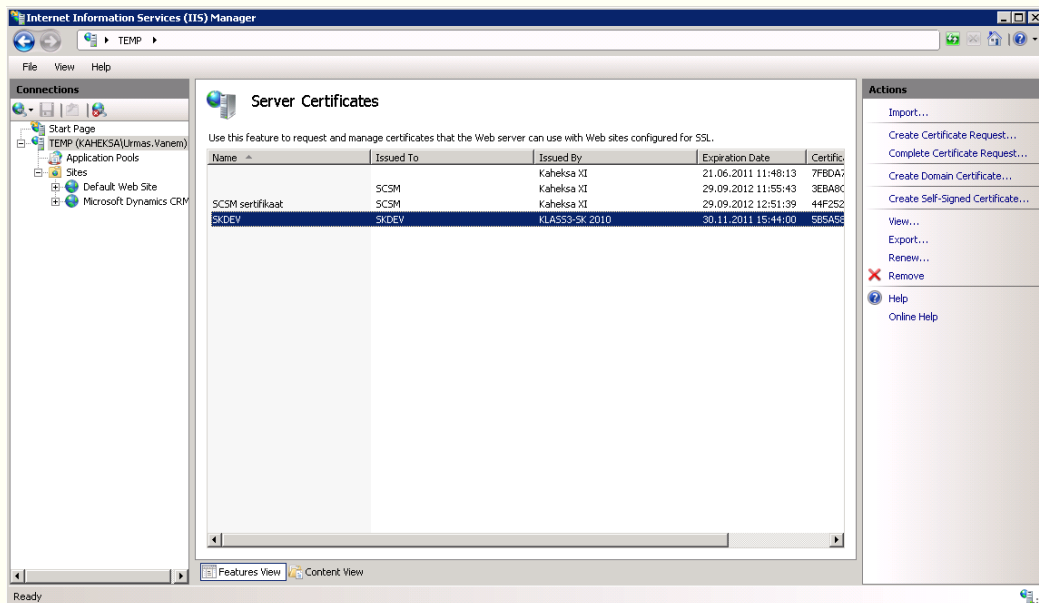 Internet Information Services (IIS) Manager
TEMP
File View Help
Connections
Start Page
TEMP (KAHEKSA\Urmas.Vanem)
Application Pools
Sites
Default Web Site
Microsoft Dynamics CRM
Server Certificates
Use this feature to request and manage certificates that the Web server can use with Web sites configured for SSL.
Name Issued To Issued By Expiration Date Certific
Kaheksa XI 21.06.2011 11:48:13 7FBDA7
SCSM Kaheksa XI 29.09.2012 11:55:43 3EBA8C
SCSM sertifikaat SCSM Kaheksa XI 29.09.2012 12:51:39 44F252
SKDEV SKDEV KLASS3-SK 2010 30.11.2011 15:44:00 5B5A58
Features View Content View
Actions
Import...
Create Certificate Request...
Complete Certificate Request...
Create Domain Certificate...
Create Self-Signed Certificate...
View...
Export...
Renew...
Remove
Help
Online Help
Ready